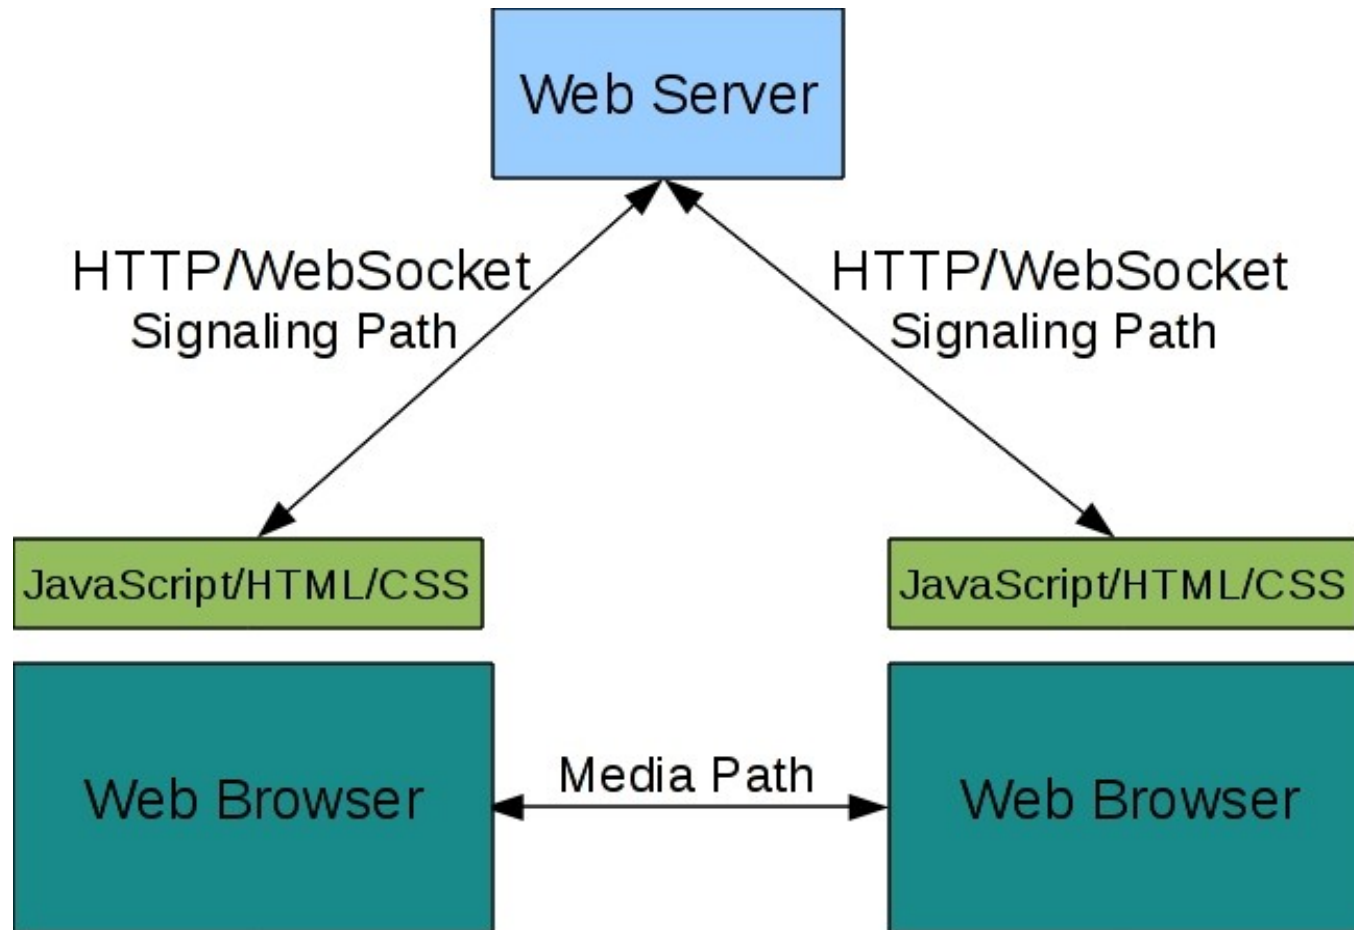 Web Server
HTTP/WebSocket
Signaling Path
HTTP/WebSocket
Signaling Path
JavaScript/HTML/CSS
JavaScript/HTML/CSS
Web Browser
Media Path
Web Browser